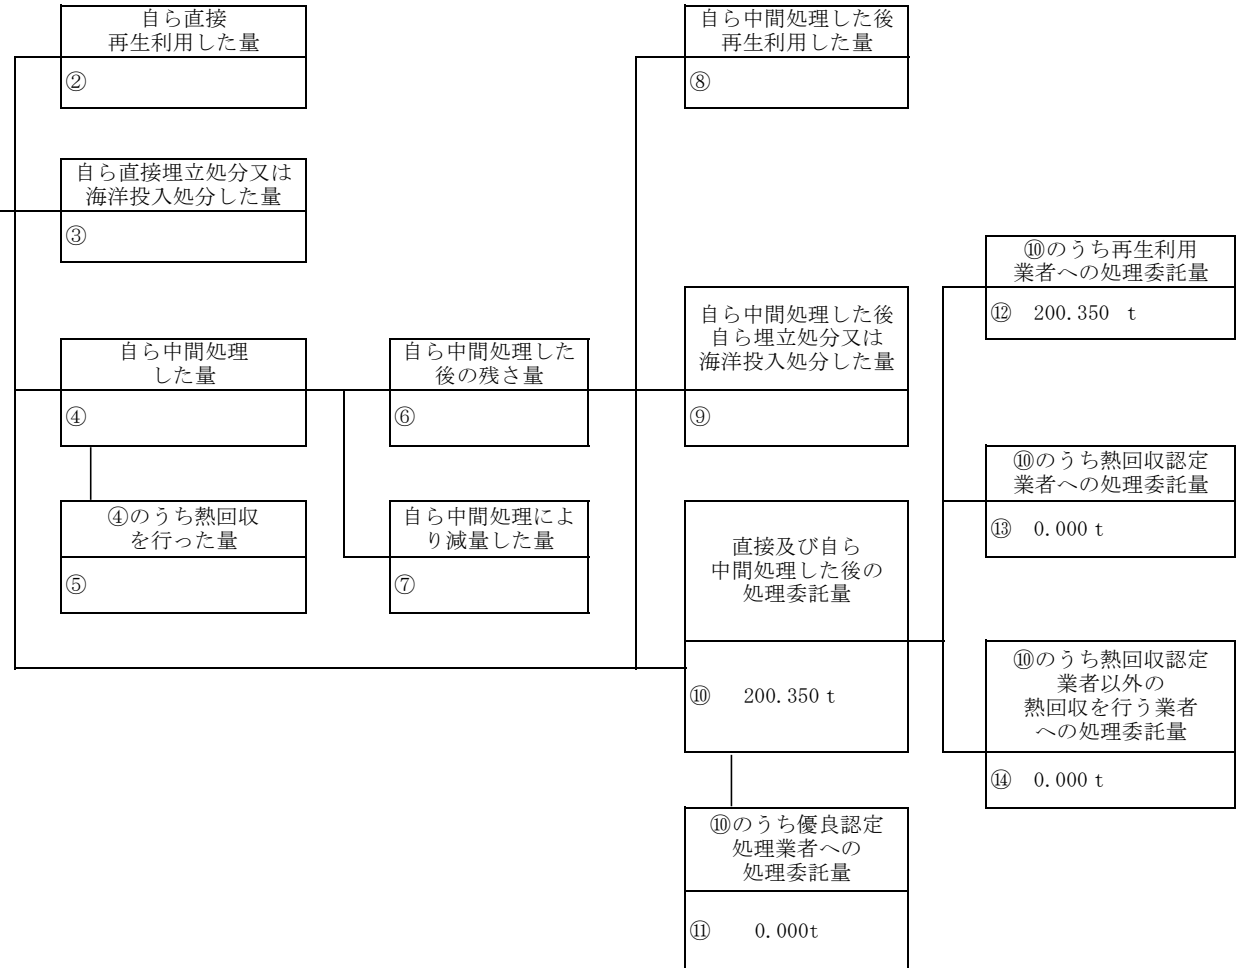 自ら直接
再生利用した量
②
自ら直接埋立処分又は
海洋投入処分した量
③
自ら中間処理
した量
④
④のうち熱回収
を行った量
⑤
自ら中間処理した
後の残さ量
⑥
自ら中間処理によ
り減量した量
⑦
自ら中間処理した後
再生利用した量
⑧
自ら中間処理した後
自ら埋立処分又は
海洋投入処分した量
⑨
直接及び自ら
中間処理した後の
処理委託量
⑩ 200.350 t
⑩のうち優良認定
処理業者への
処理委託量
⑪ 0.000t
⑩のうち再生利用
業者への処理委託量
⑫ 200.350 t
⑩のうち熱回収認定
業者への処理委託量
⑬ 0.000 t
⑩のうち熱回収認定
業者以外の
熱回収を行う業者
への処理委託量
⑭ 0.000 t